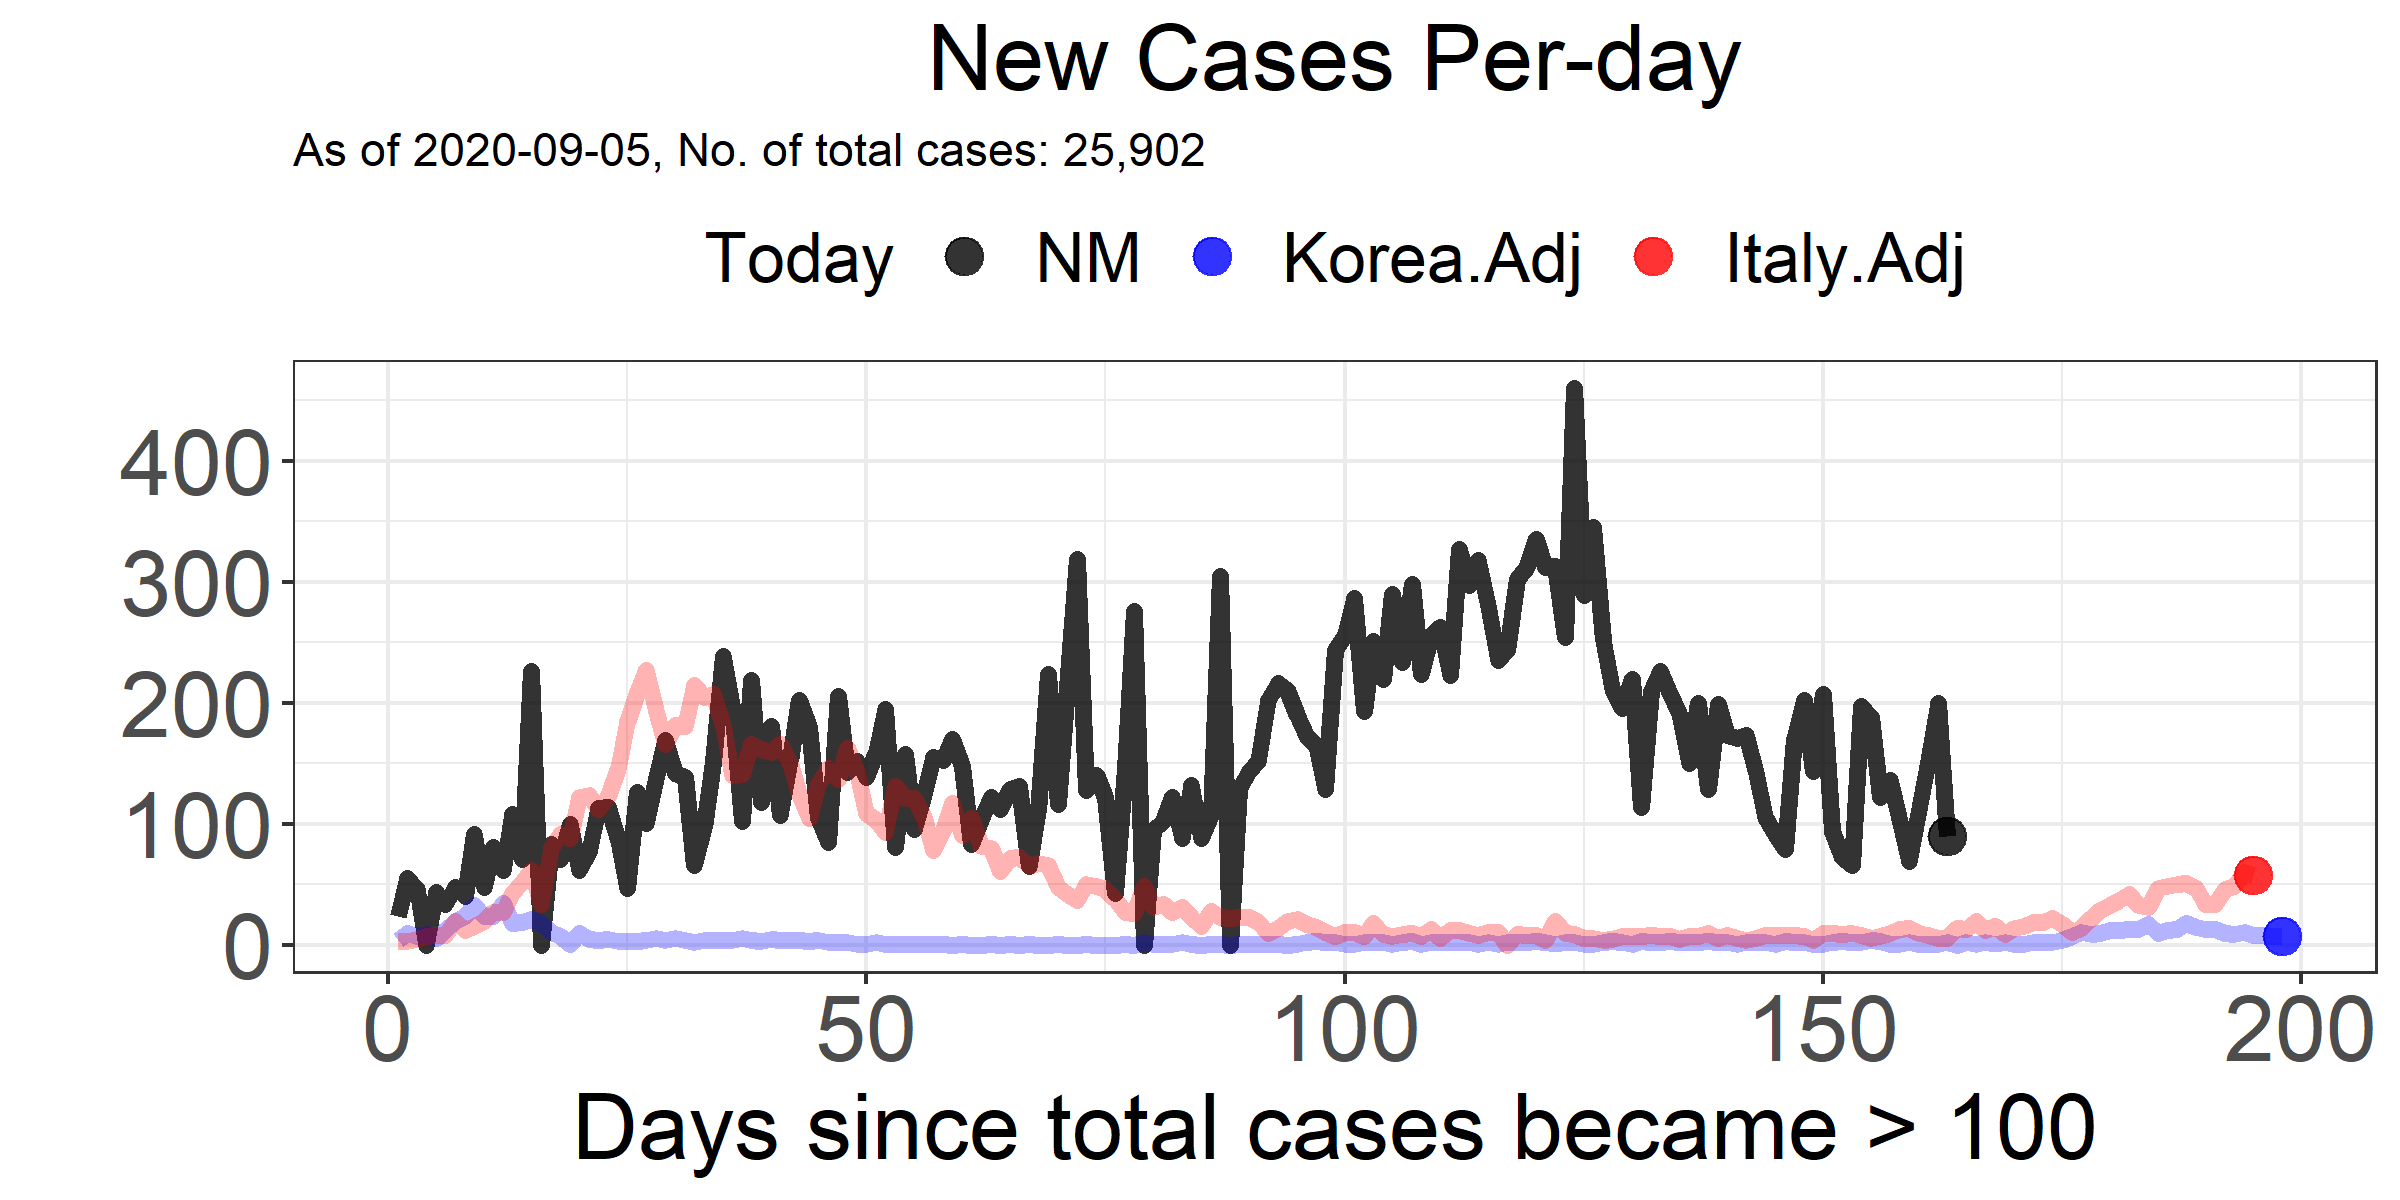 New Cases Per-day
As of 2020-09-05, No. of total cases: 25,902
Today NM Korea.Adj Italy.Adj
400
300
200
100
0
0 50 100 150 200
Days since total cases became > 100